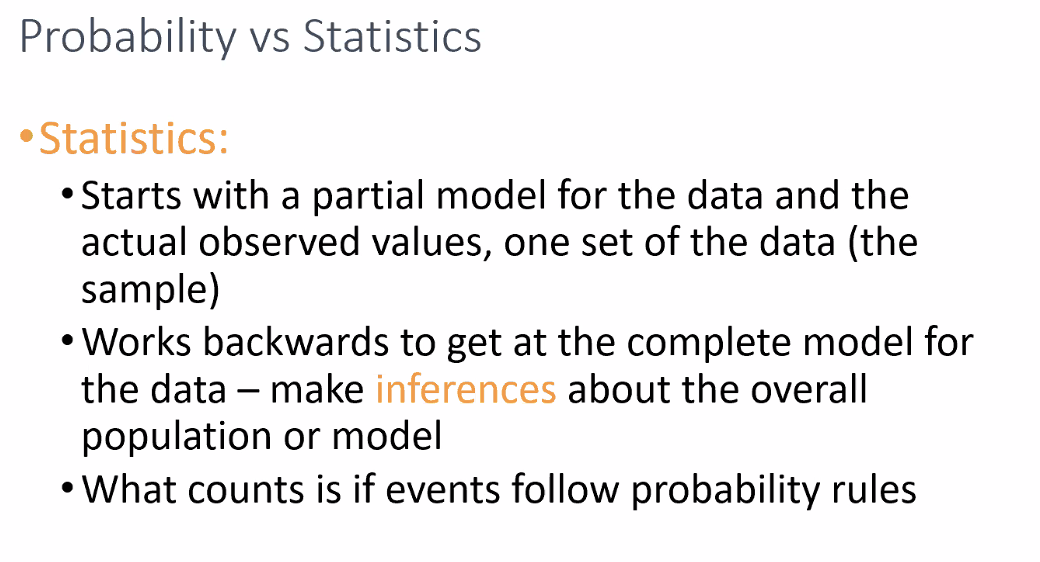 Probability vs Statistics
•Statistics:
•Starts with a partial model for the data and the
actual observed values, one set of the data (the
sample)
•Works backwards to get at the complete model for
the data – make inferences about the overall
population or model
•What counts is if events follow probability rules